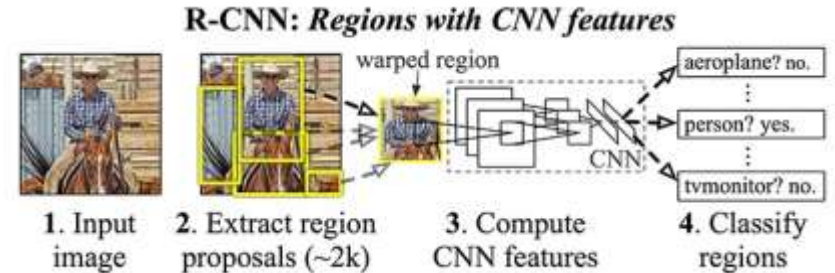 R-CNN: Regions with CNN features
warped region
aeroplane? no.
⋮
person? yes.
⋮
tvmonitor? no.
CNN
1. Input
image
2. Extract region
proposals (~2k)
3. Compute
CNN features
4. Classify
regions